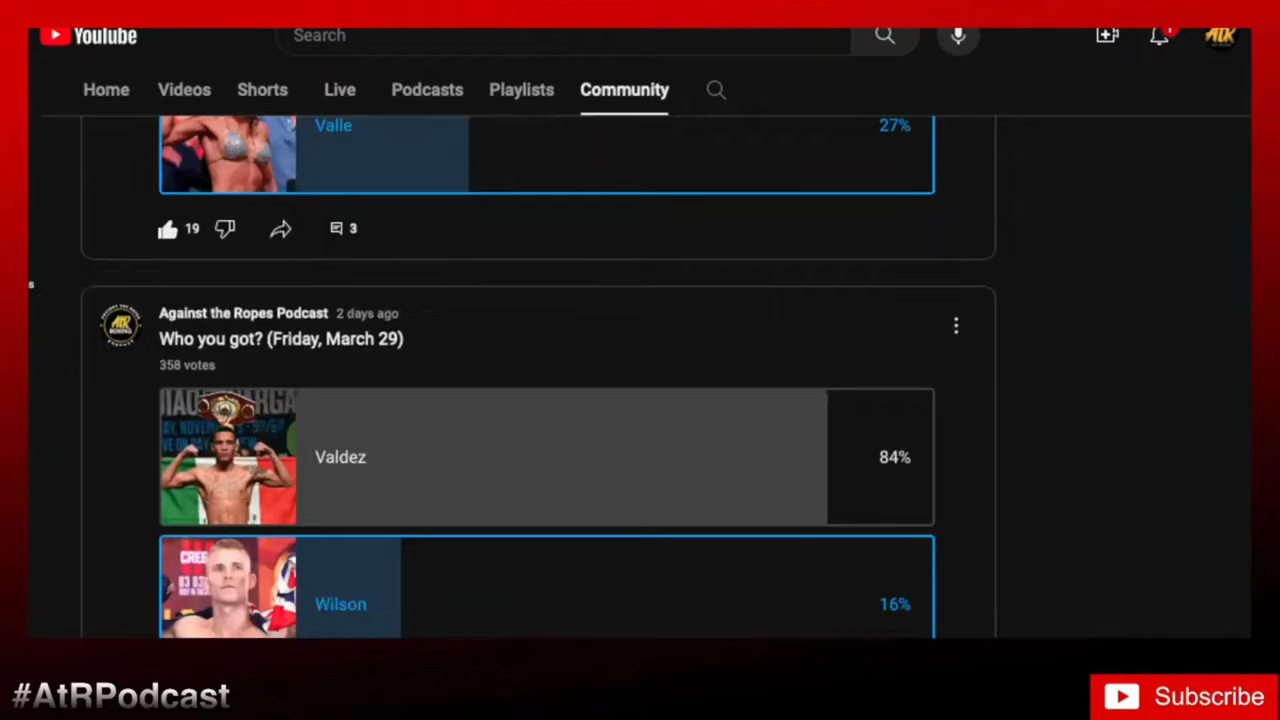 YouTube
Search
Home Videos Shorts Live Podcasts Playlists Community
Valle 27%
19 3
s
Against the Ropes Podcast 2 days ago
Who you got? (Friday, March 29)
358 votes
Valdez 84%
CREE
Wilson 16%
#AtRPodcast
Subscribe